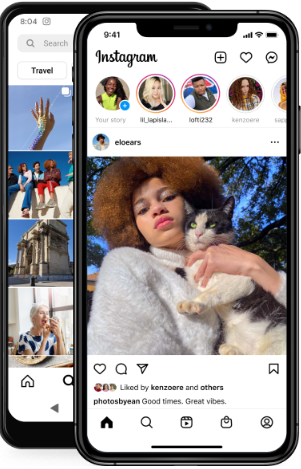 8:04
Search
Travel
9:41
Instagram
Your story lil_lapisla... lofti232 kenzoere
eloears
Liked by kenzoere and others
photosbyean Good times. Great vibes.